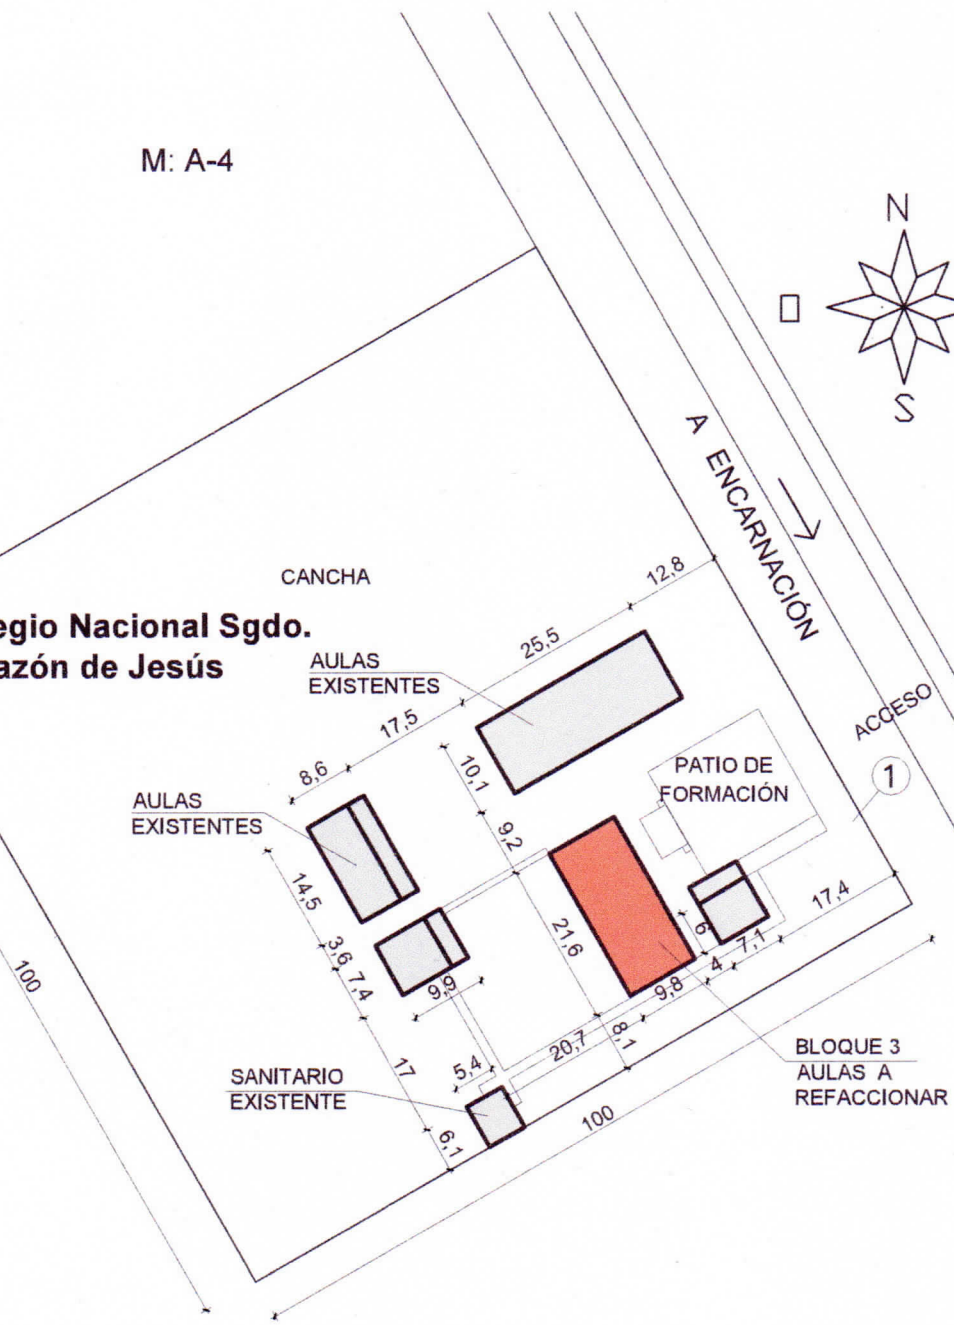 M: A-4
N
S
A ENCARNACIÓN
CANCHA
12,8
egio Nacional Sgdo.
azón de Jesús
25,5
AULAS
EXISTENTES
17,5
ACCESO
8,6
10,1
PATIO DE
FORMACIÓN
1
AULAS
EXISTENTES
9,2
14,5
17,4
21,6
6
7,1
3,6
7,4
4
100
9,9
9,8
8,1
20,7
BLOQUE 3
AULAS A
REFACCIONAR
17
5,4
SANITARIO
EXISTENTE
100
6,1